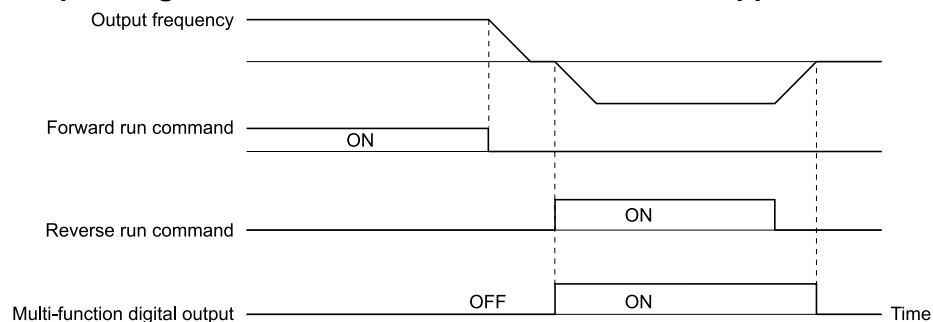 Output frequency
Forward run command
ON
ON
Reverse run command
OFF
ON
Multi-function digital output
Time